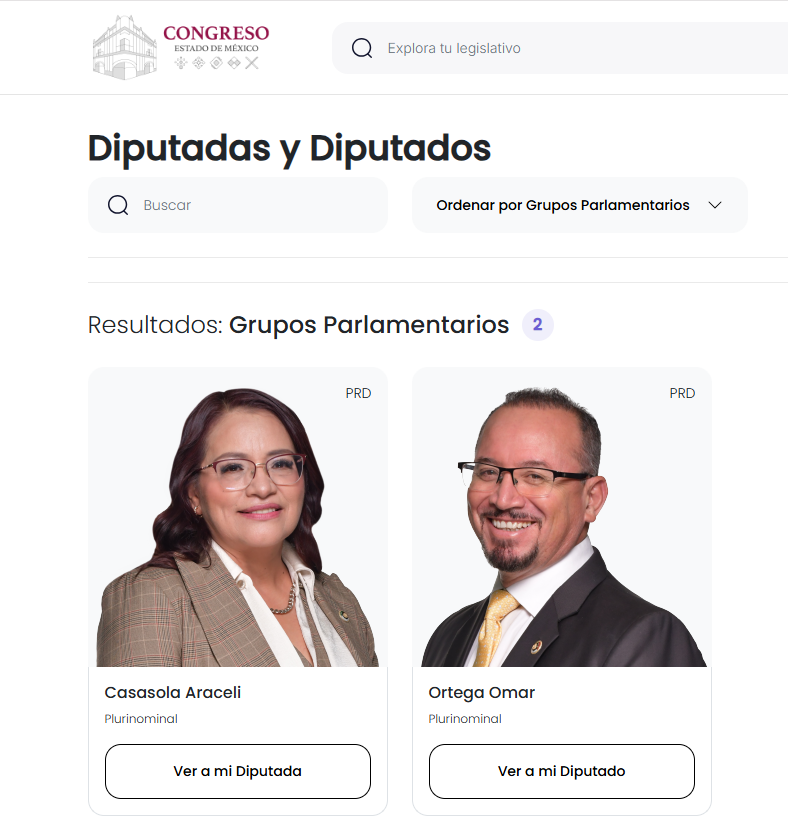 CONGRESO
ESTADO DE MÉXICO
Explora tu legislativo
Diputadas y Diputados
Buscar
Ordenar por Grupos Parlamentarios
Resultados: Grupos Parlamentarios 2
PRD
PRD
Casasola Araceli
Plurinominal
Ver a mi Diputada
Ortega Omar
Plurinominal
Ver a mi Diputado